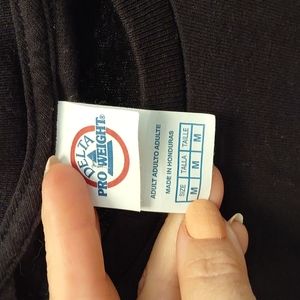 DELTA
PRO WEIGHT®
ADULT ADULTO ADULTE
MADE IN HONDURAS
SIZE TALLA TAILLE
M M M